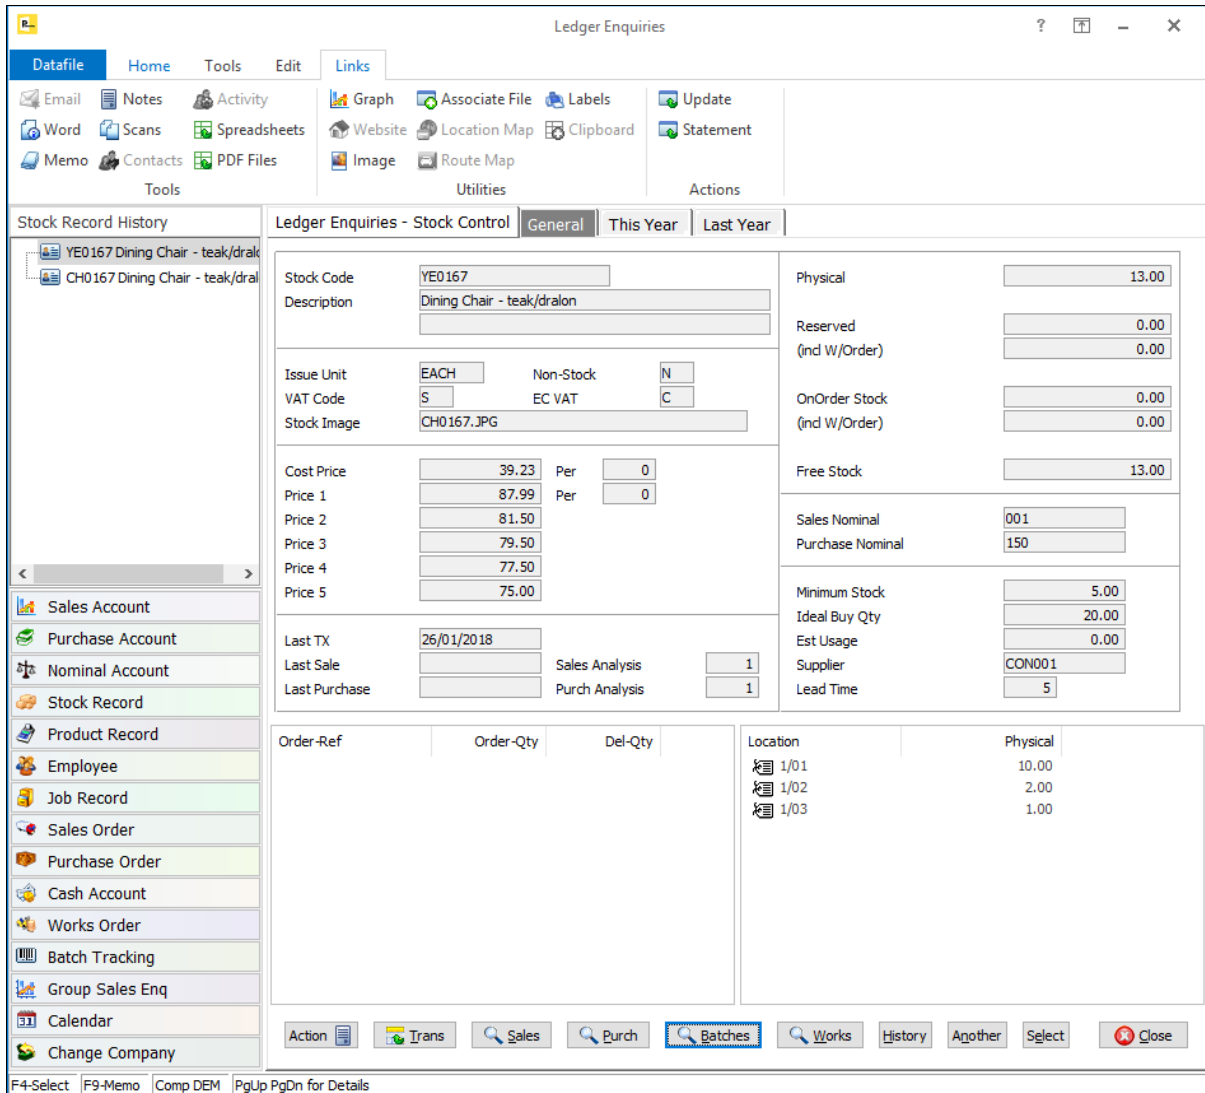 Ledger Enquiries
Datafile Home Tools Edit Links
Email Notes Activity Graph Associate File Labels Update
Word Scans Spreadsheets Website Location Map Clipboard Statement
Memo Contacts PDF Files Image Route Map
Tools Utilities Actions
Stock Record History
YE0167 Dining Chair - teak/dral
CH0167 Dining Chair - teak/dral
Sales Account
Purchase Account
Nominal Account
Stock Record
Product Record
Employee
Job Record
Sales Order
Purchase Order
Cash Account
Works Order
Batch Tracking
Group Sales Enq
31 Calendar
Change Company
Ledger Enquiries - Stock Control General This Year Last Year
Stock Code YE0167
Description Dining Chair - teak/dralon
Issue Unit EACH Non-Stock N
VAT Code S EC VAT C
Stock Image CH0167.JPG
Cost Price 39.23 Per 0
Price 1 87.99 Per 0
Price 2 81.50
Price 3 79.50
Price 4 77.50
Price 5 75.00
Last TX 26/01/2018
Last Sale Sales Analysis 1
Last Purchase Purch Analysis 1
Physical 13.00
Reserved 0.00
(incl W/Order) 0.00
OnOrder Stock 0.00
(incl W/Order) 0.00
Free Stock 13.00
Sales Nominal 001
Purchase Nominal 150
Minimum Stock 5.00
Ideal Buy Qty 20.00
Est Usage 0.00
Supplier CON001
Lead Time 5
Order-Ref Order-Qty Del-Qty
Location Physical
1/01 10.00
1/02 2.00
1/03 1.00
Action Trans Sales Purch Batches Works History Another Select Close
F4-Select F9-Memo Comp DEM PgUp PgDn for Details